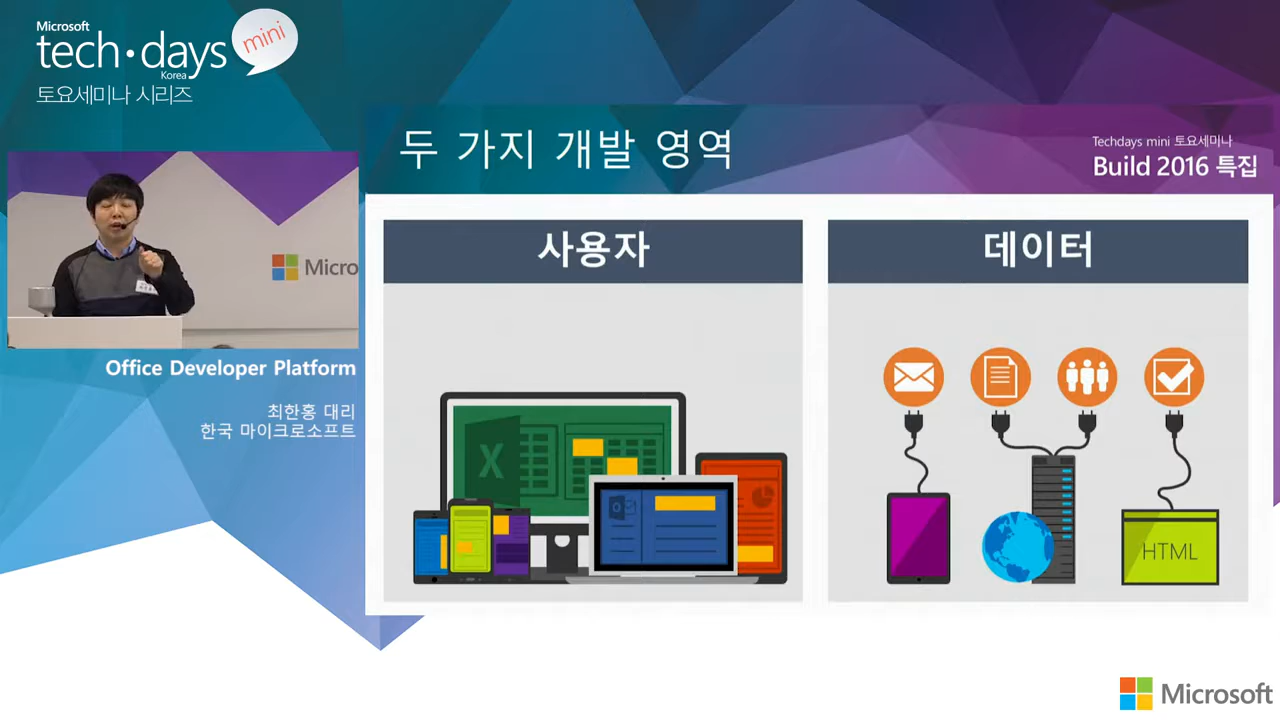 Microsoft
tech·days
mini
Korea
토요세미나 시리즈
두 가지 개발 영역
Techdays mini 토요세미나
Build 2016 특집
사용자
데이터
Micro
Office Developer Platform
최한홍 대리
한국 마이크로소프트
X
HTML
Microsoft